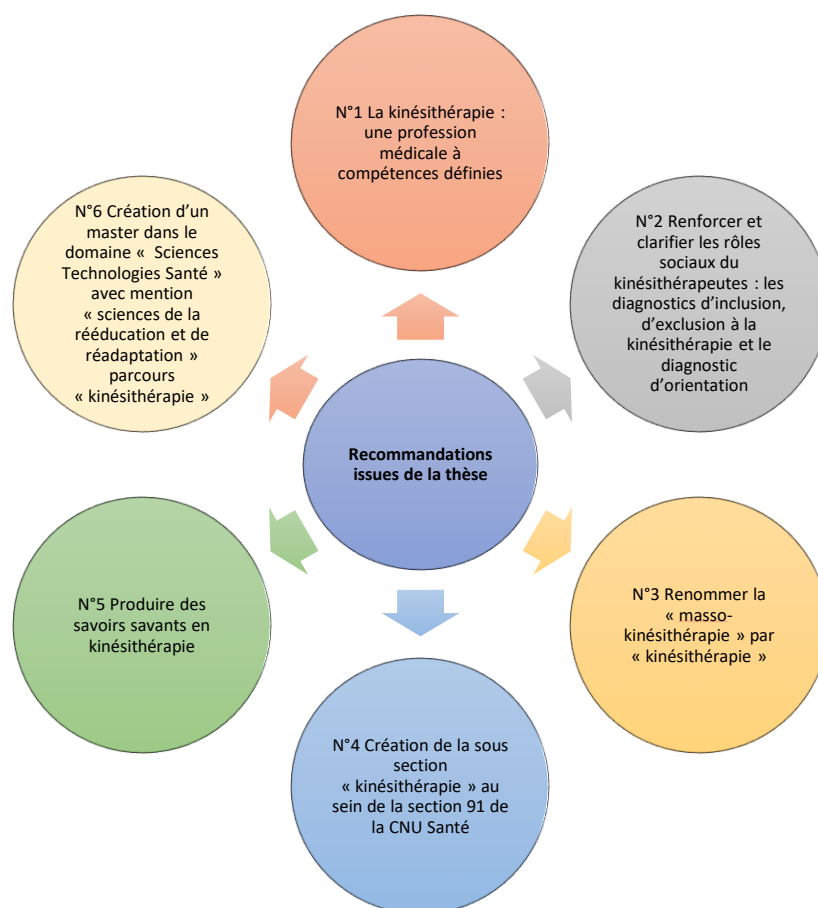 N°1 La kinésithérapie :
une profession
médicale à
compétences définies
N°2 Renforcer et
clarifier les rôles
sociaux du
kinésithérapeutes : les
diagnostics d'inclusion,
d'exclusion à la
kinésithérapie et le
diagnostic
d'orientation
N°3 Renommer la
« masso-
kinésithérapie » par
« kinésithérapie »
N°4 Création de la sous
section
« kinésithérapie » au
sein de la section 91 de
la CNU Santé
N°5 Produire des
savoirs savants en
kinésithérapie
N°6 Création d'un
master dans le
domaine « Sciences
Technologies Santé »
avec mention
« sciences de la
rééducation et de
réadaptation »
parcours
« kinésithérapie »
Recommandations
issues de la thèse